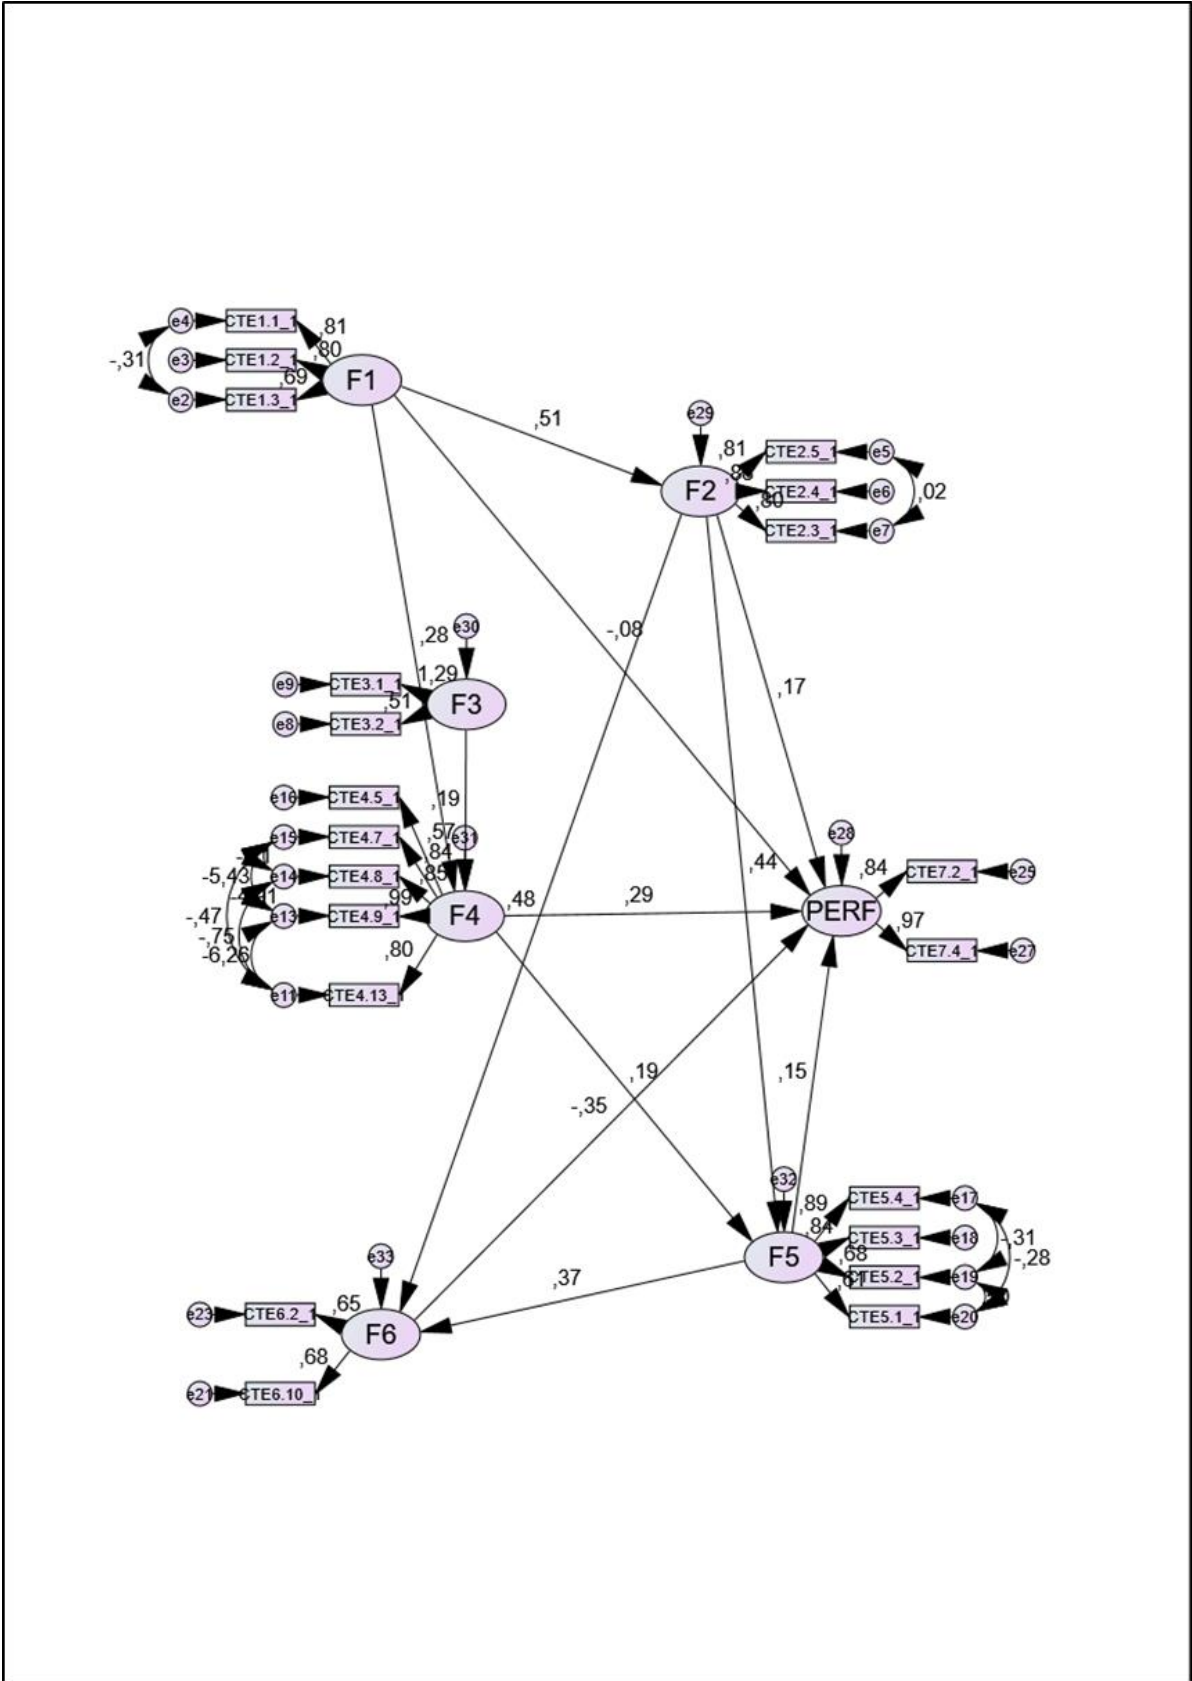 e4
CTE1.1_1
,81
-,31
e3
CTE1.2_1
,80
e2
CTE1.3_1
,69
F1
,51
e29
F2
,81
CTE2.5_1
e5
CTE2.4_1
e6
,02
,80
CTE2.3_1
e7
,28
-,08
e30
1,29
e9
CTE3.1_1
,51
F3
e8
CTE3.2_1
,17
e16
CTE4.5_1
,19
e15
CTE4.7_1
,57
e31
,84
-5,43
e14
CTE4.8_1
,85
-,47
e13
CTE4.9_1
,99
F4
-,75
-6,26
,80
e11
CTE4.13_1
,48
,29
,44
e28
,84
CTE7.2_1
e25
PERF
,97
CTE7.4_1
e27
,19
-,35
,15
e32
,89
CTE5.4_1
e17
,84
CTE5.3_1
e18
-,31
F5
,68
-,28
CTE5.2_1
e19
CTE5.1_1
e20
,37
e33
e23
CTE6.2_1
,65
F6
,68
e21
CTE6.10_1